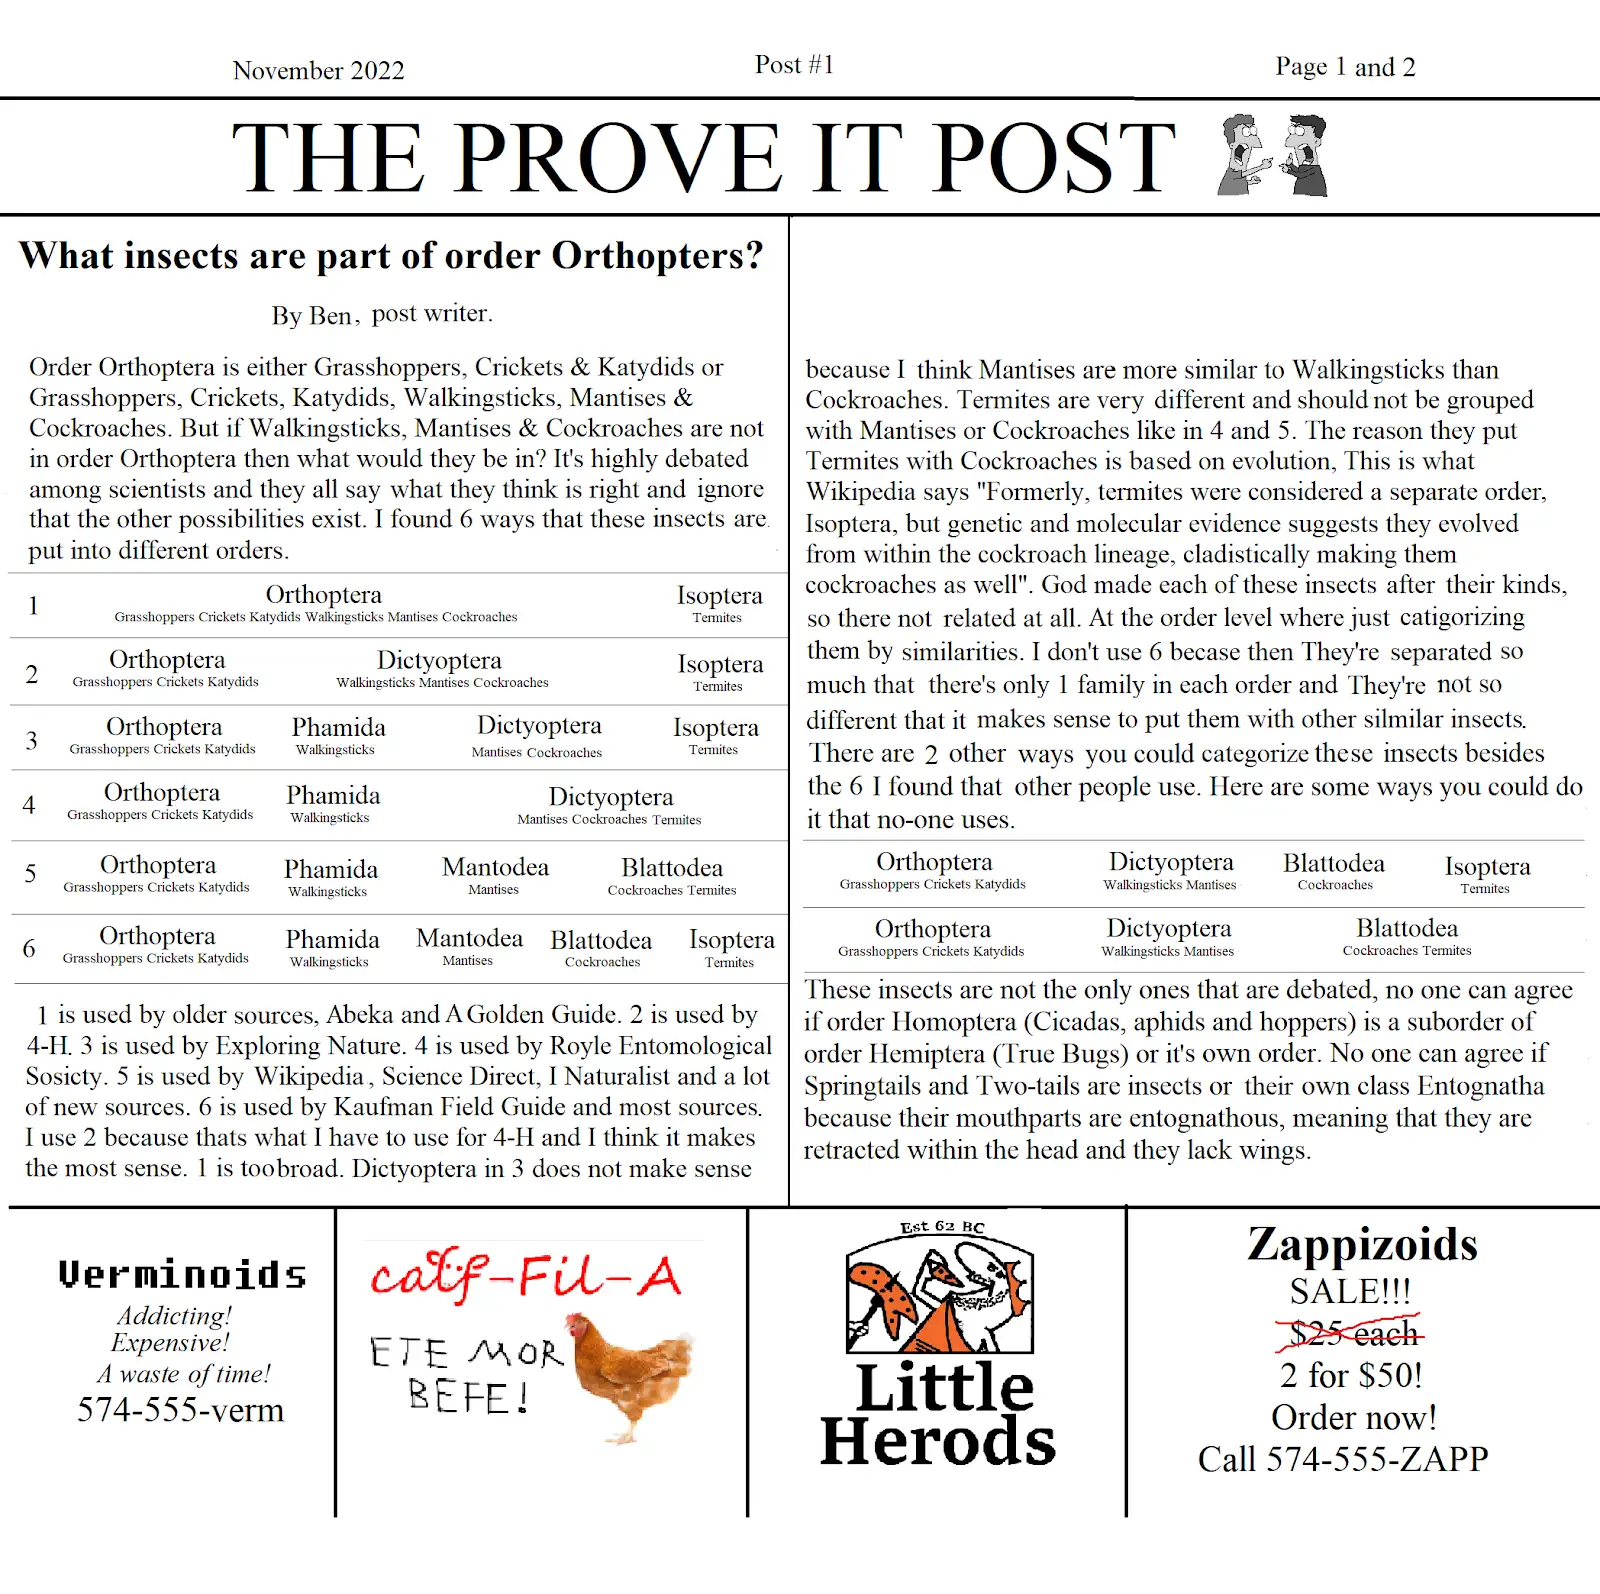 November 2022
Post #1
Page 1 and 2
THE PROVE IT POST
What insects are part of order Orthopters?
By Ben, post writer.
Order Orthoptera is either Grasshoppers, Crickets & Katydids or
Grasshoppers, Crickets, Katydids, Walkingsticks, Mantises &
Cockroaches. But if Walkingsticks, Mantises & Cockroaches are not
in order Orthoptera then what would they be in? It's highly debated
among scientists and they all say what they think is right and ignore
that the other possibilities exist. I found 6 ways that these insects are
put into different orders.
1 Orthoptera Isoptera
Grasshoppers Crickets Katydids Walkingsticks Mantises Cockroaches Termites
2 Orthoptera Dictyoptera Isoptera
Grasshoppers Crickets Katydids Walkingsticks Mantises Cockroaches Termites
3 Orthoptera Phamida Dictyoptera Isoptera
Grasshoppers Crickets Katydids Walkingsticks Mantises Cockroaches Termites
4 Orthoptera Phamida Dictyoptera
Grasshoppers Crickets Katydids Walkingsticks Mantises Cockroaches Termites
5 Orthoptera Phamida Mantodea Blattodea
Grasshoppers Crickets Katydids Walkingsticks Mantises Cockroaches Termites
6 Orthoptera Phamida Mantodea Blattodea Isoptera
Grasshoppers Crickets Katydids Walkingsticks Mantises Cockroaches Termites
1 is used by older sources, Abeka and A Golden Guide. 2 is used by
4-H. 3 is used by Exploring Nature. 4 is used by Royle Entomological
Sosicty. 5 is used by Wikipedia, Science Direct, I Naturalist and a lot
of new sources. 6 is used by Kaufman Field Guide and most sources.
I use 2 because thats what I have to use for 4-H and I think it makes
the most sense. 1 is too broad. Dictyoptera in 3 does not make sense
because I think Mantises are more similar to Walkingsticks than
Cockroaches. Termites are very different and should not be grouped
with Mantises or Cockroaches like in 4 and 5. The reason they put
Termites with Cockroaches is based on evolution, This is what
Wikipedia says "Formerly, termites were considered a separate order,
Isoptera, but genetic and molecular evidence suggests they evolved
from within the cockroach lineage, cladistically making them
cockroaches as well". God made each of these insects after their kinds,
so there not related at all. At the order level where just catigorizing
them by similarities. I don't use 6 becase then They're separated so
much that there's only 1 family in each order and They're not so
different that it makes sense to put them with other silmilar insects.
There are 2 other ways you could categorize these insects besides
the 6 I found that other people use. Here are some ways you could do
it that no-one uses.
Orthoptera Dictyoptera Blattodea Isoptera
Grasshoppers Crickets Katydids Walkingsticks Mantises Cockroaches Termites
Orthoptera Dictyoptera Blattodea
Grasshoppers Crickets Katydids Walkingsticks Mantises Cockroaches Termites
These insects are not the only ones that are debated, no one can agree
if order Homoptera (Cicadas, aphids and hoppers) is a suborder of
order Hemiptera (True Bugs) or it's own order. No one can agree if
Springtails and Two-tails are insects or their own class Entognatha
because their mouthparts are entognathous, meaning that they are
retracted within the head and they lack wings.
Verminoids
Addicting!
Expensive!
A waste of time!
574-555-verm
calf-Fil-A
ETE MOR
BEFE!
Est 62 BC
Little
Herods
Zappizoids
SALE!!!
$25 each
2 for $50!
Order now!
Call 574-555-ZAPP